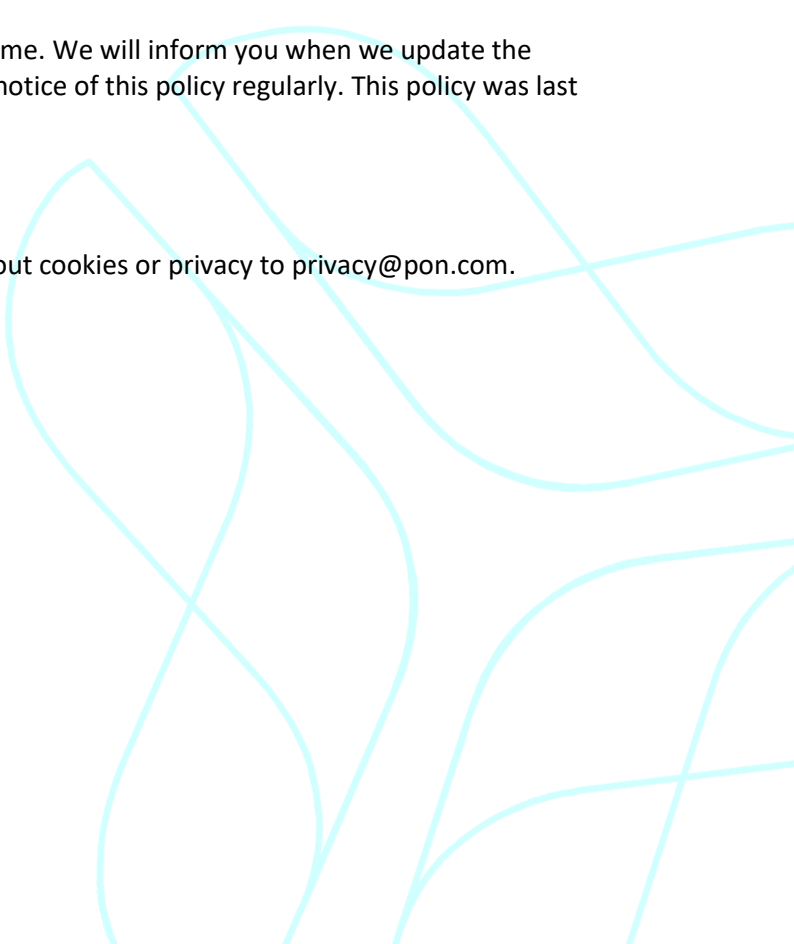 me. We will inform you when we update the
notice of this policy regularly. This policy was last
out cookies or privacy to privacy@pon.com.